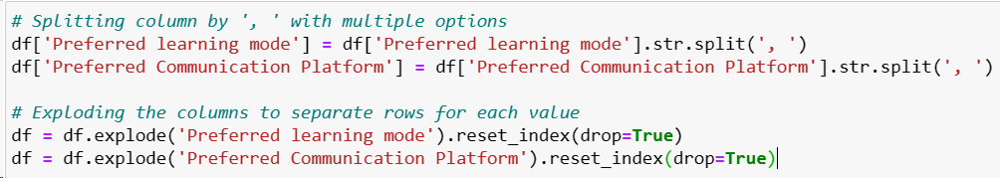 # Splitting column by ', ' with multiple options
df['Preferred learning mode'] = df['Preferred learning mode'].str.split(', ')
df['Preferred Communication Platform'] = df['Preferred Communication Platform'].str.split(', ')
# Exploding the columns to separate rows for each value
df = df.explode('Preferred learning mode').reset_index(drop=True)
df = df.explode('Preferred Communication Platform').reset_index(drop=True)